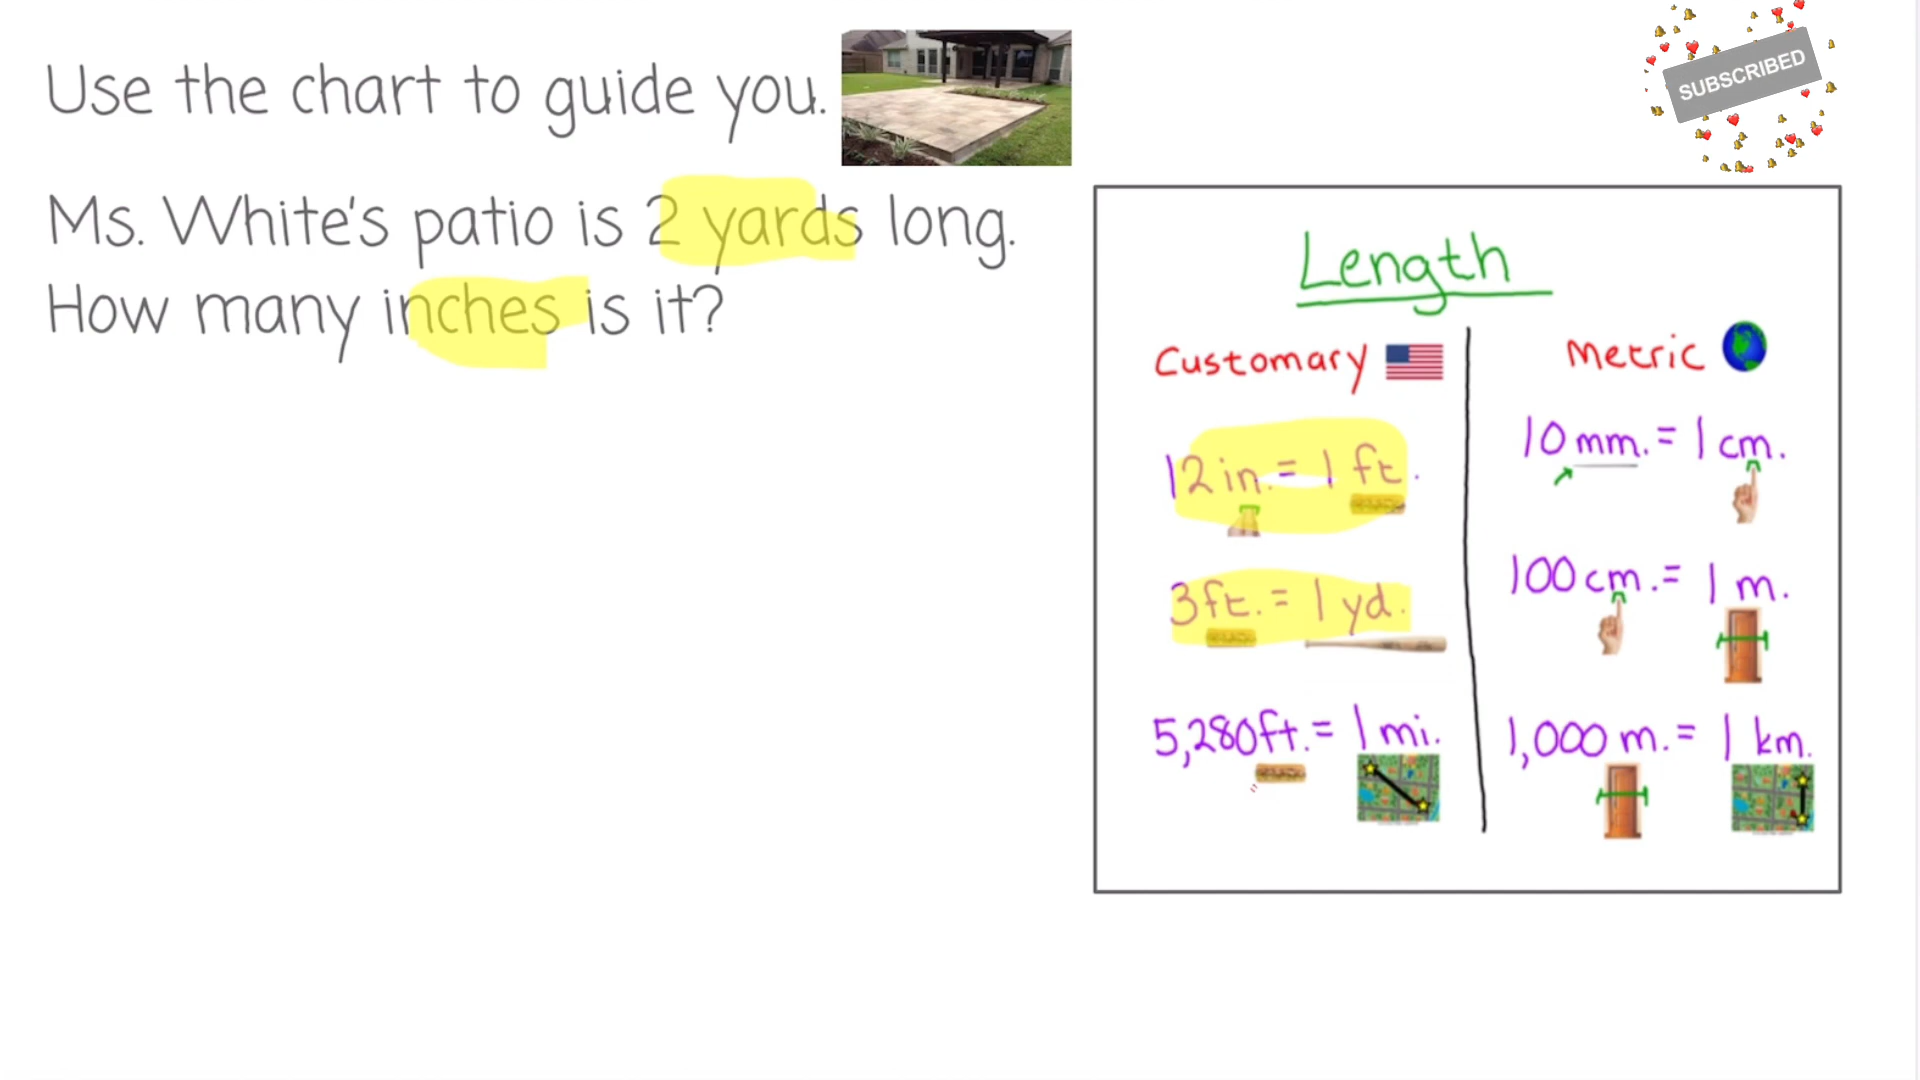 Use the chart to guide you.
SUBSCRIBED
Ms. White's patio is 2 yards long.
How many inches is it?
Length
Customary
Metric
12 in. = 1 ft.
10 mm. = 1 cm.
3 ft. = 1 yd.
100 cm. = 1 m.
5,280 ft. = 1 mi.
1,000 m. = 1 km.